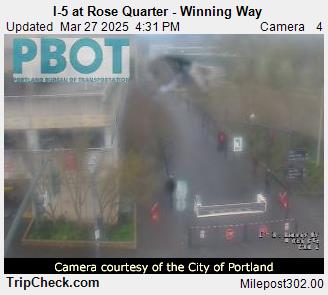 I-5 at Rose Quarter - Winning Way
Updated Mar 27 2025 4:31 PM Camera 4
PBOT
PORTLAND BUREAU OF TRANSPORTATION
Camera courtesy of the City of Portland
TripCheck.com Milepost302.00